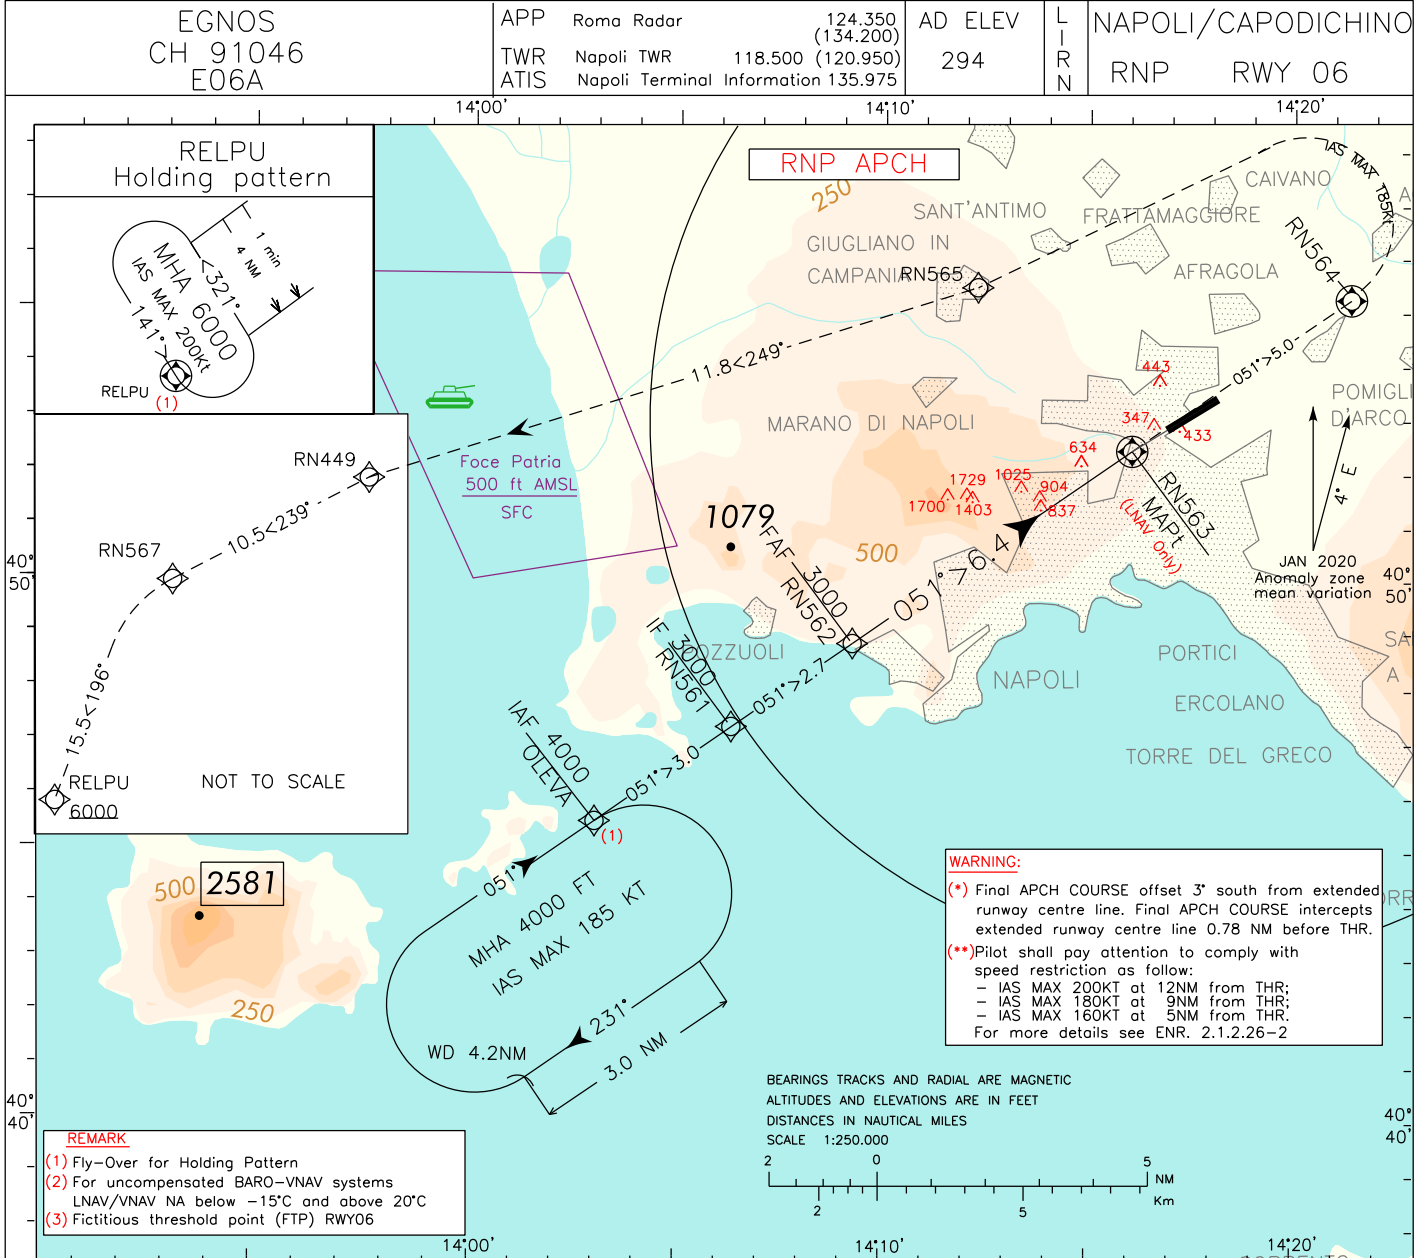 EGNOS
CH 91046
E06A
APP Roma Radar 124.350
(134.200)
TWR Napoli TWR 118.500 (120.950)
ATIS Napoli Terminal Information 135.975
AD ELEV
294
LIRN
NAPOLI/CAPODICHINO
RNP RWY 06
14°00' 14°10' 14°20'
RELPU
Holding pattern
1 min
4 NM
<321°
MHA 6000
IAS MAX 200Kt
141°>
RELPU
(1)
RNP APCH
250
IAS MAX 185Kt
CAIVANO
SANT'ANTIMO
FRATTAMAGGIORE
GIUGLIANO IN
CAMPANIA
RN565
RN564
AFRAGOLA
A
11.8<249°
051°>5.0
443
POMIGLI
D'ARCO
MARANO DI NAPOLI
347
433
634
RN449
Foce Patria
500 ft AMSL
SFC
1729
1025
904
1700
1403
837
RN563
MAPt
(LNAV Only)
4° E
10.5<239°
1079
500
RN567
JAN 2020
Anomaly zone
mean variation
40°
50'
40°
50'
FAF 3000
RN562
051°>6.4
IF 3000
RN561
POZZUOLI
051°>2.7
NAPOLI
PORTICI
SA
A
ERCOLANO
15.5<196°
IAF 4000
OLEVA
051°>3.0
TORRE DEL GRECO
RELPU
6000
NOT TO SCALE
(1)
500
2581
051°
MHA 4000 FT
IAS MAX 185 KT
250
231°
WD 4.2NM
3.0 NM
WARNING:
(*) Final APCH COURSE offset 3° south from extended
runway centre line. Final APCH COURSE intercepts
extended runway centre line 0.78 NM before THR.
(**)Pilot shall pay attention to comply with
speed restriction as follow:
– IAS MAX 200KT at 12NM from THR;
– IAS MAX 180KT at 9NM from THR;
– IAS MAX 160KT at 5NM from THR.
For more details see ENR. 2.1.2.26–2
ORR
BEARINGS TRACKS AND RADIAL ARE MAGNETIC
ALTITUDES AND ELEVATIONS ARE IN FEET
DISTANCES IN NAUTICAL MILES
SCALE 1:250.000
2 0 5
NM
Km
2 5
40°
40'
40°
40'
REMARK
(1) Fly–Over for Holding Pattern
(2) For uncompensated BARO–VNAV systems
LNAV/VNAV NA below –15°C and above 20°C
(3) Fictitious threshold point (FTP) RWY06
14°00' 14°10' 14°20'